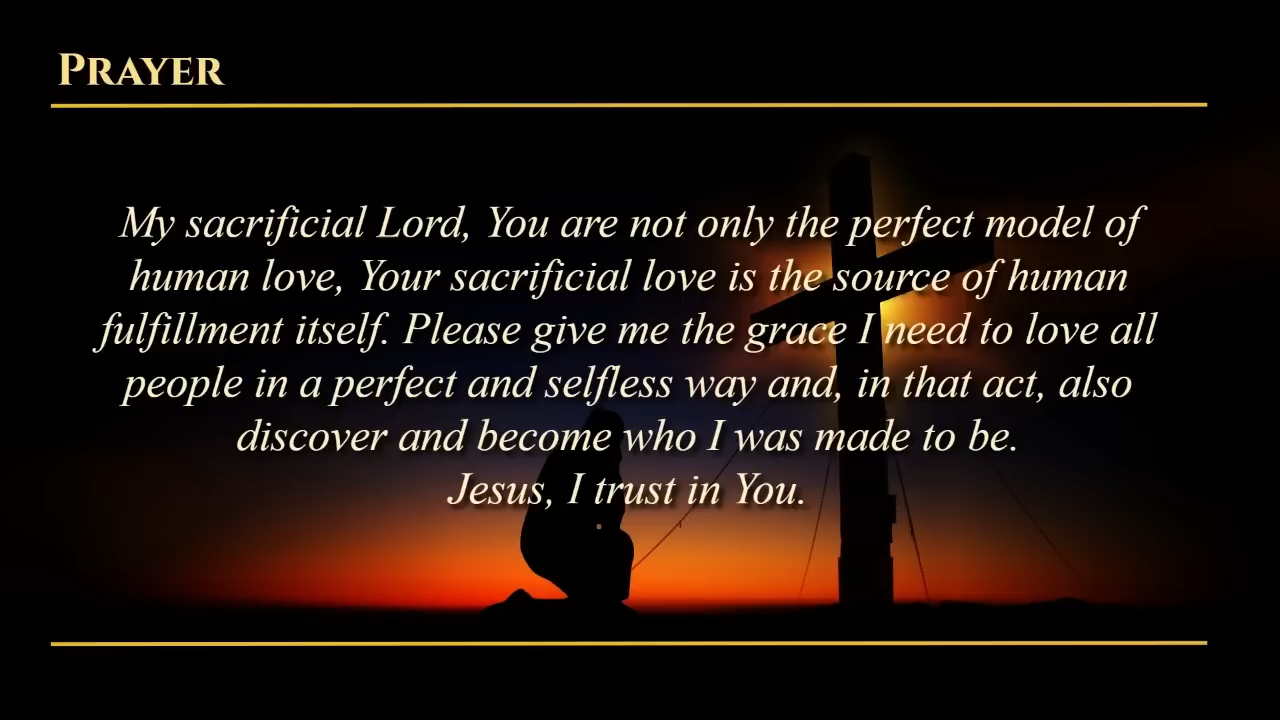 PRAYER
My sacrificial Lord, You are not only the perfect model of
human love, Your sacrificial love is the source of human
fulfillment itself. Please give me the grace I need to love all
people in a perfect and selfless way and, in that act, also
discover and become who I was made to be.
Jesus, I trust in You.